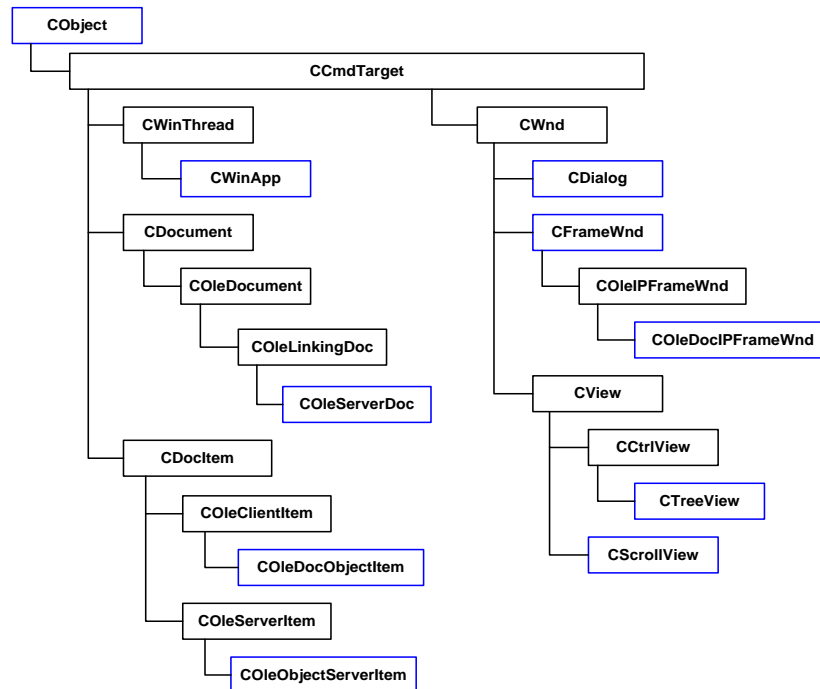 CObject
CCmdTarget
CWinThread
CWinApp
CDocument
COleDocument
COleLinkingDoc
COleServerDoc
CDocItem
COleClientItem
COleDocObjectItem
COleServerItem
COleObjectServerItem
CWnd
CDialog
CFrameWnd
COleIPFrameWnd
COleDocIPFrameWnd
CView
CCtrlView
CTreeView
CScrollView